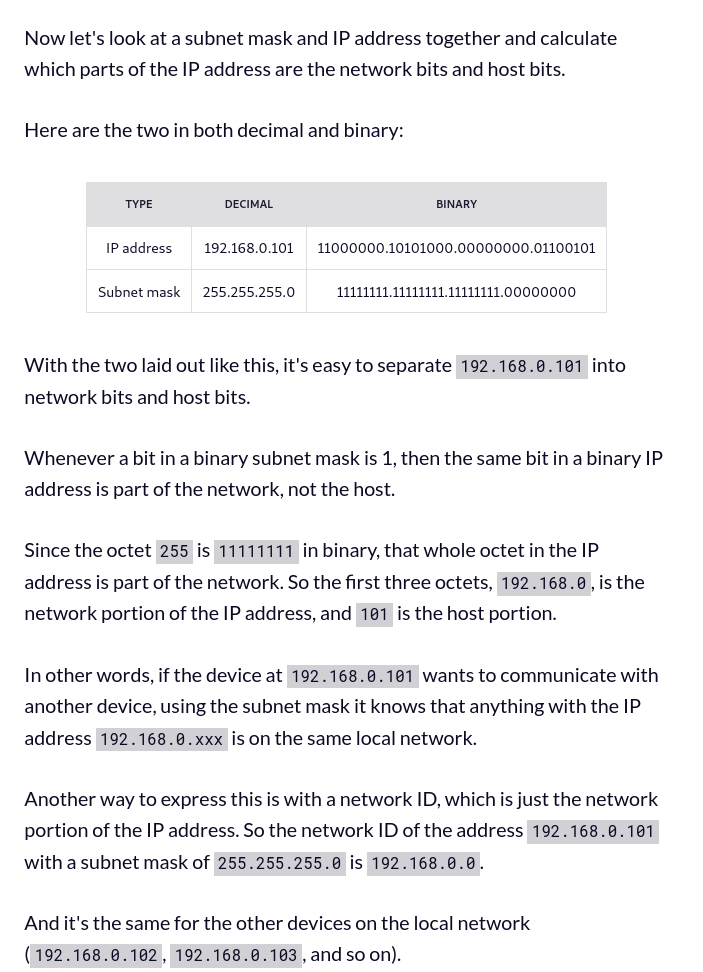 Now let's look at a subnet mask and IP address together and calculate
which parts of the IP address are the network bits and host bits.
Here are the two in both decimal and binary:
TYPE DECIMAL BINARY
IP address 192.168.0.101 11000000.10101000.00000000.01100101
Subnet mask 255.255.255.0 11111111.11111111.11111111.00000000
With the two laid out like this, it's easy to separate 192.168.0.101 into
network bits and host bits.
Whenever a bit in a binary subnet mask is 1, then the same bit in a binary IP
address is part of the network, not the host.
Since the octet 255 is 11111111 in binary, that whole octet in the IP
address is part of the network. So the first three octets, 192.168.0, is the
network portion of the IP address, and 101 is the host portion.
In other words, if the device at 192.168.0.101 wants to communicate with
another device, using the subnet mask it knows that anything with the IP
address 192.168.0.xxx is on the same local network.
Another way to express this is with a network ID, which is just the network
portion of the IP address. So the network ID of the address 192.168.0.101
with a subnet mask of 255.255.255.0 is 192.168.0.0.
And it's the same for the other devices on the local network
(192.168.0.102, 192.168.0.103, and so on).